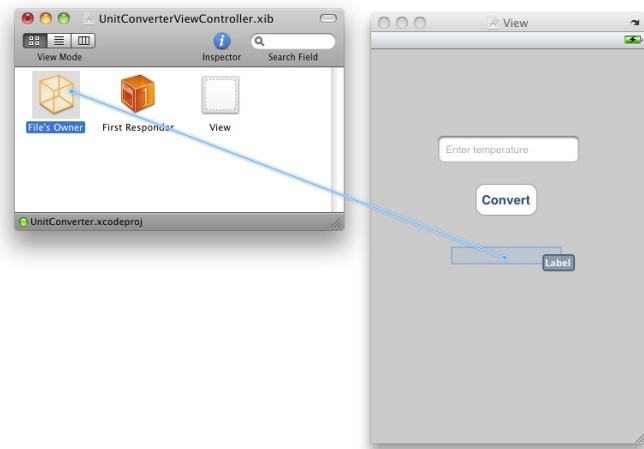 UnitConverterViewController.xib
View Mode
Inspector
Search Field
File's Owner
First Responder
View
UnitConverter.xcodeproj
View
Enter temperature
Convert
Label